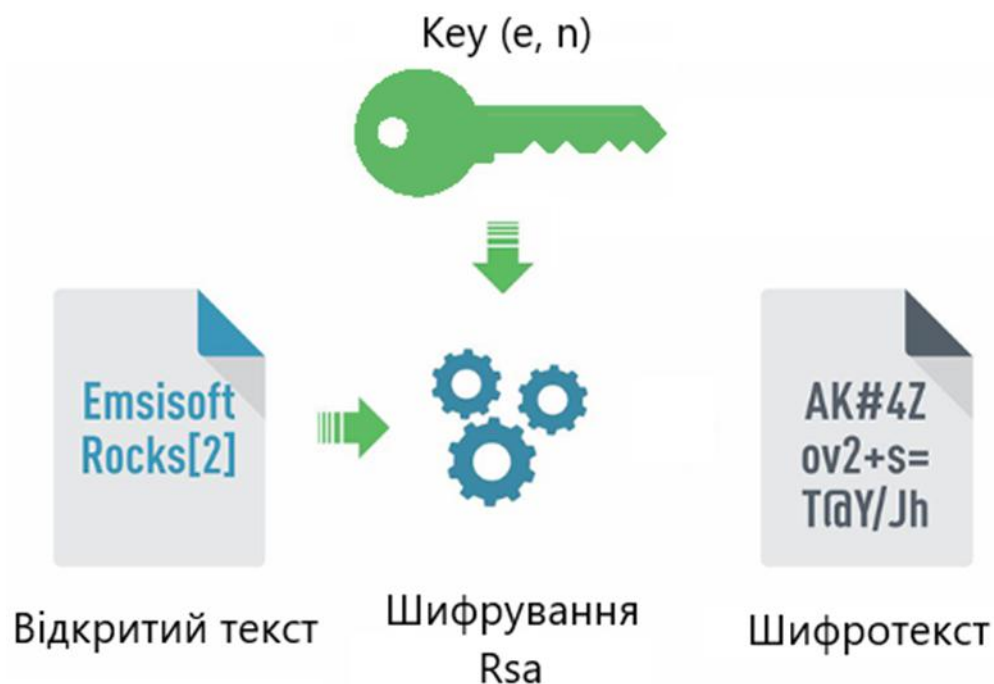 Key (e, n)
Emsisoft
Rocks[2]
AK#4Z
ov2+s=
T@Y/Jh
Відкритий текст
Шифрування
Rsa
Шифротекст